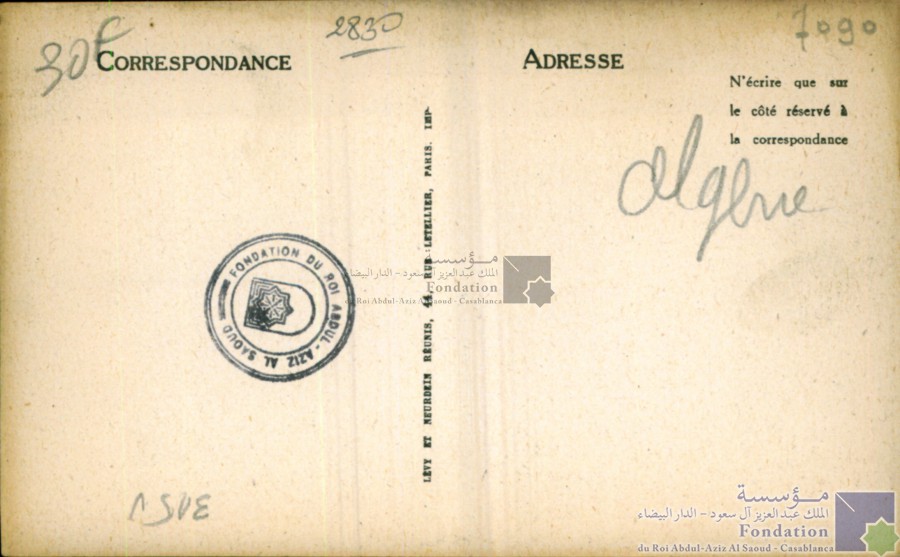 30F
2830
7090
CORRESPONDANCE
ADRESSE
N'écrire que sur
le côté réservé à
la correspondance
Algérie
LÉVY ET NEURDEIN RÉUNIS, 44, RUE LETELLIER, PARIS. IMP.
FONDATION DU ROI ABDUL-AZIZ AL SAOUD
مؤسسة
الملك عبدالعزيز آل سعود - الدار البيضاء
Fondation
du Roi Abdul-Aziz Al Saoud - Casablanca
مؤسسة
الملك عبدالعزيز آل سعود - الدار البيضاء
Fondation
du Roi Abdul-Aziz Al Saoud - Casablanca